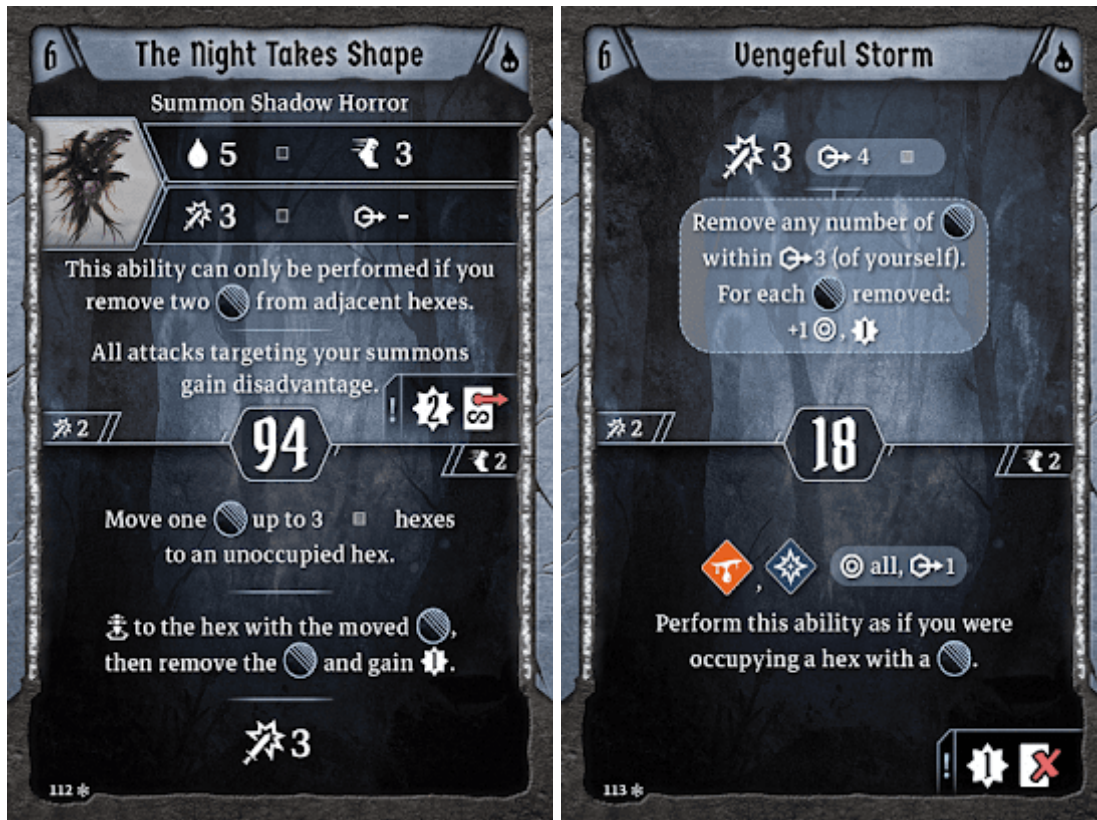 6 The Night Takes Shape
Summon Shadow Horror
5 3
3 -
This ability can only be performed if you
remove two from adjacent hexes.
All attacks targeting your summons
gain disadvantage.
! 2 S
2
94
2
Move one up to 3 hexes
to an unoccupied hex.
to the hex with the moved ,
then remove the and gain 1.
3
112
6 Vengeful Storm
3 4
Remove any number of
within 3 (of yourself).
For each removed:
+1 , 1
2
18
2
, all, 1
Perform this ability as if you were
occupying a hex with a .
! 1
113